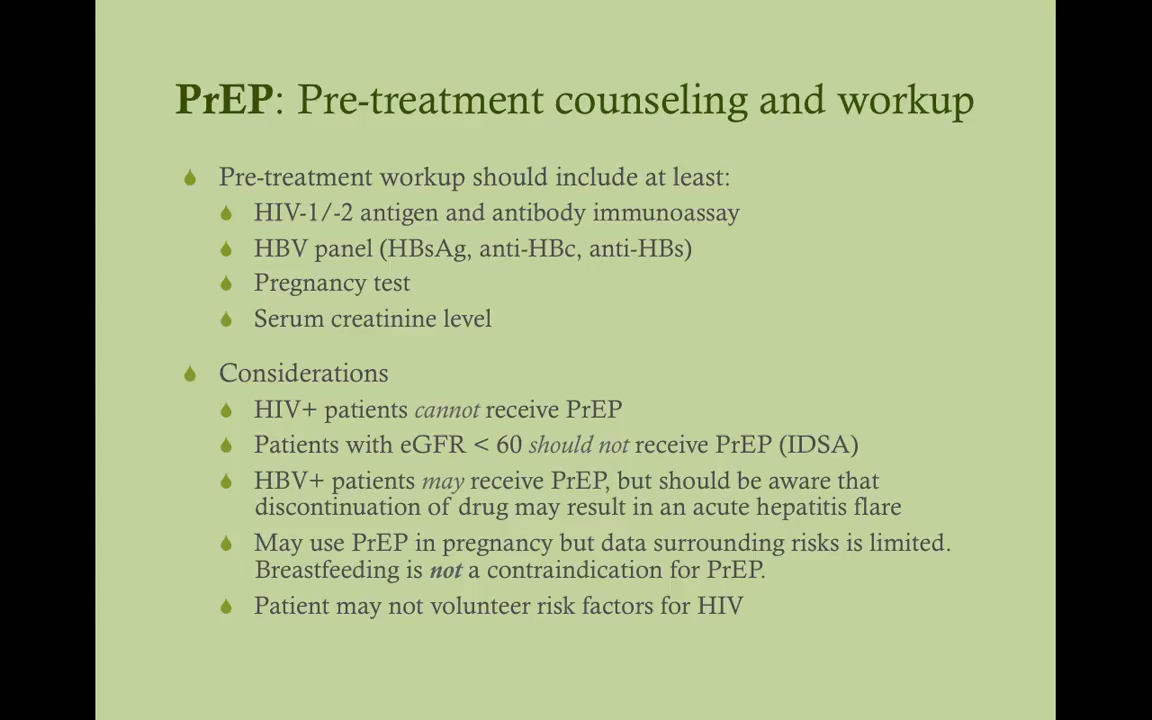 PrEP: Pre-treatment counseling and workup
Pre-treatment workup should include at least:
HIV-1/-2 antigen and antibody immunoassay
HBV panel (HBsAg, anti-HBc, anti-HBs)
Pregnancy test
Serum creatinine level
Considerations
HIV+ patients cannot receive PrEP
Patients with eGFR < 60 should not receive PrEP (IDSA)
HBV+ patients may receive PrEP, but should be aware that
discontinuation of drug may result in an acute hepatitis flare
May use PrEP in pregnancy but data surrounding risks is limited.
Breastfeeding is not a contraindication for PrEP.
Patient may not volunteer risk factors for HIV